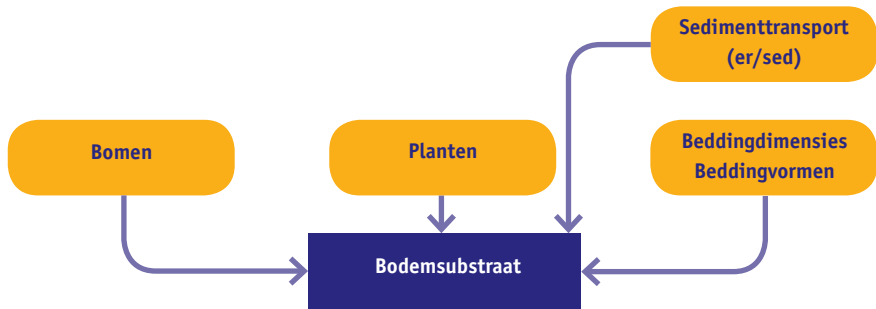 Sedimenttransport
(er/sed)
Bomen
Planten
Beddingdimensies
Beddingvormen
Bodemsubstraat